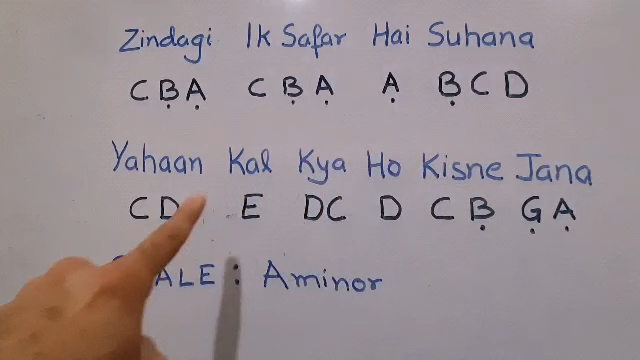 Zindagi Ik Safar Hai Suhana
C Ḅ Ạ C Ḅ Ạ Ạ Ḅ C D
Yahaan Kal Kya Ho Kisne Jana
C D E DC D C Ḅ G̣ Ạ
: Aminor